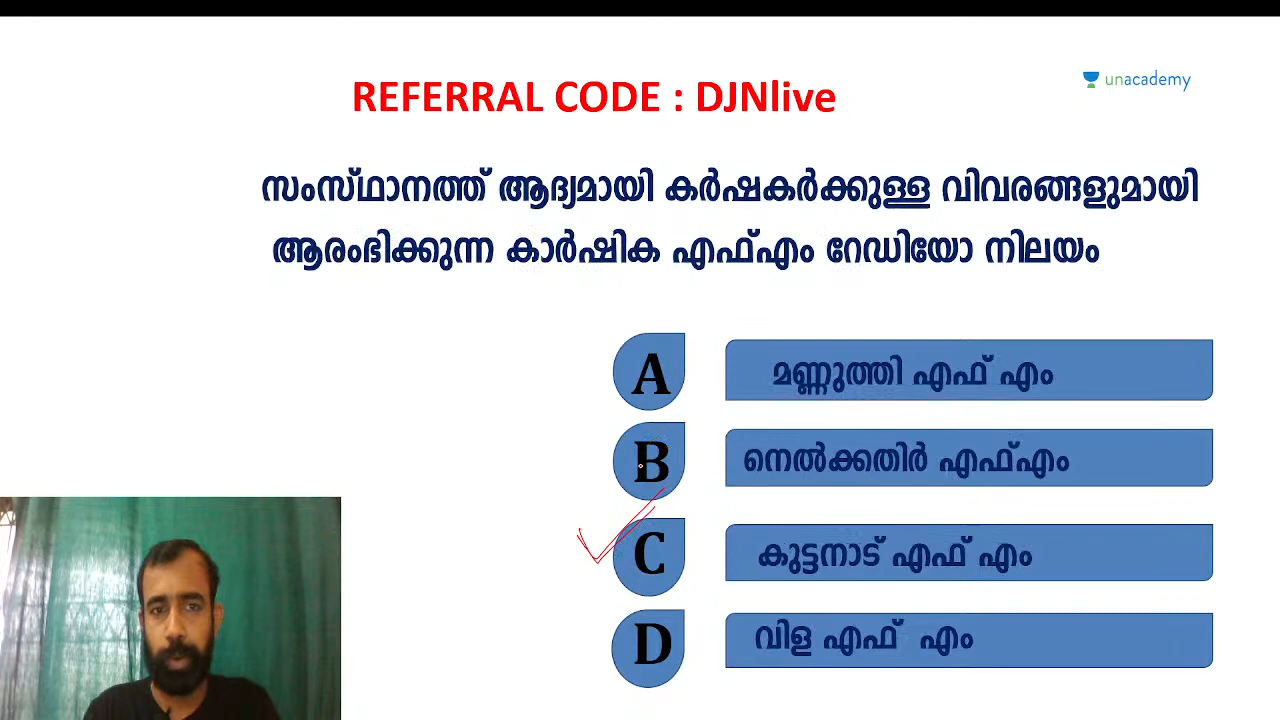 unacademy
REFERRAL CODE : DJNlive
സംസ്ഥാനത്ത് ആദ്യമായി കർഷകർക്കുള്ള വിവരങ്ങളുമായി
ആരംഭിക്കുന്ന കാർഷിക എഫ്എം റേഡിയോ നിലയം
A മണ്ണുത്തി എഫ് എം
B നെൽക്കതിർ എഫ്എം
C കുട്ടനാട് എഫ് എം
D വിള എഫ് എം